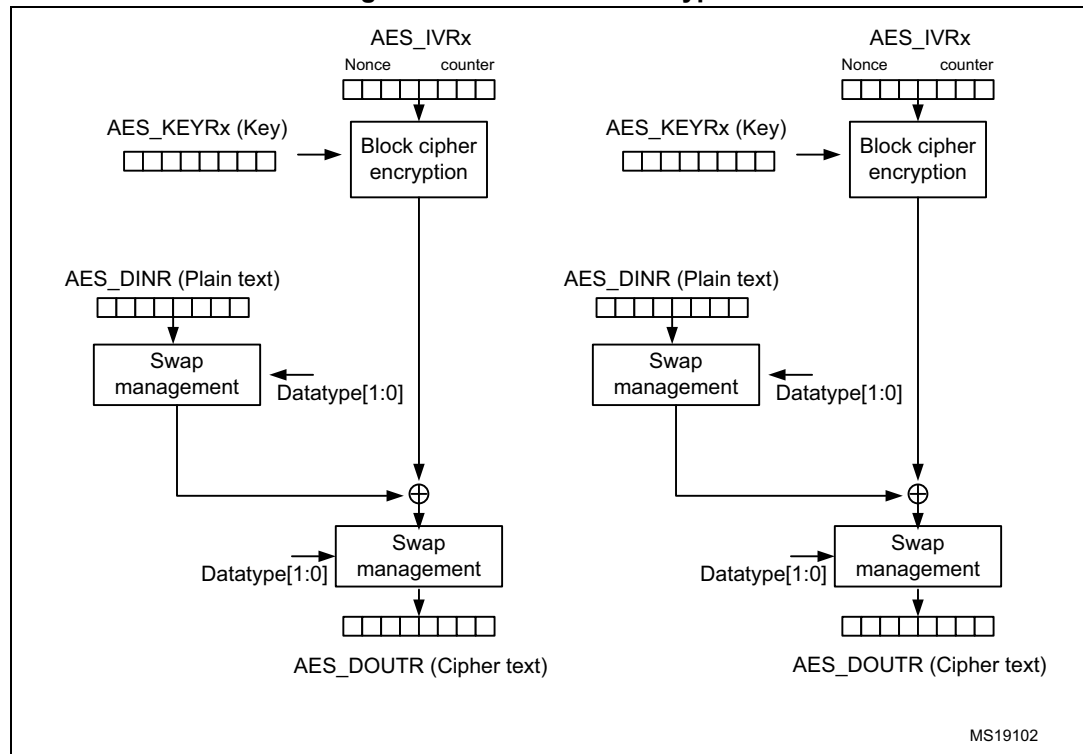 AES_IVRx AES_IVRx
Nonce counter Nonce counter
AES_KEYRx (Key) AES_KEYRx (Key)
Block cipher Block cipher
encryption encryption
AES_DINR (Plain text) AES_DINR (Plain text)
Swap Swap
management management
Datatype[1:0] Datatype[1:0]
Swap Swap
management management
Datatype[1:0] Datatype[1:0]
AES_DOUTR (Cipher text) AES_DOUTR (Cipher text)
MS19102